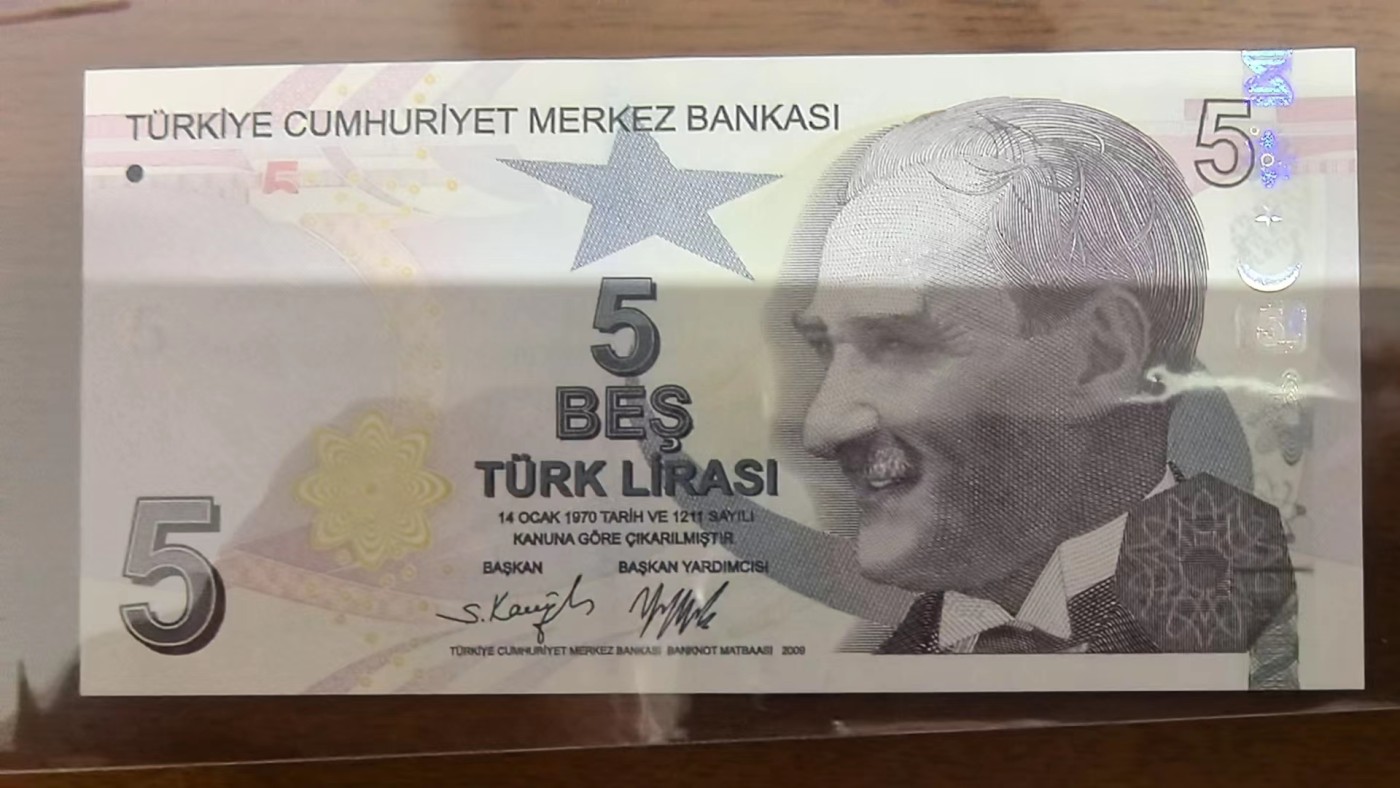 TÜRKİYE CUMHURİYET MERKEZ BANKASI
5
5
5
BEŞ
TÜRK LİRASI
14 OCAK 1970 TARİH VE 1211 SAYILI
KANUNA GÖRE ÇIKARILMIŞTIR
BAŞKAN BAŞKAN YARDIMCISI
5
TÜRKİYE CUMHURİYET MERKEZ BANKASI BANKNOT MATBAASI 2009